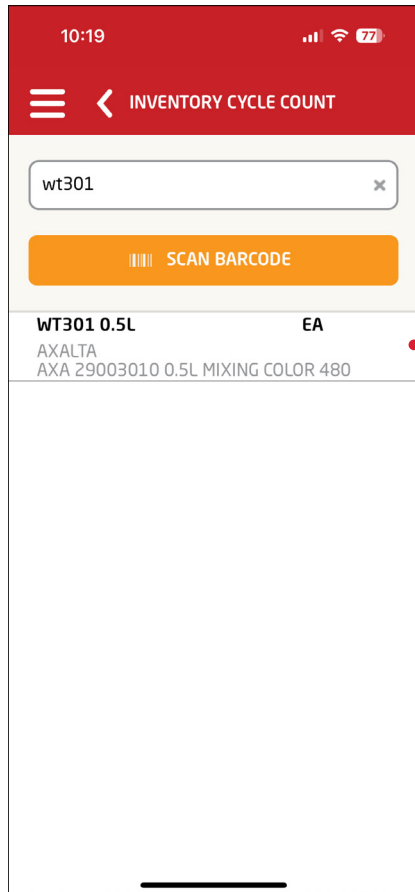 10:19
77
INVENTORY CYCLE COUNT
wt301
SCAN BARCODE
WT301 0.5L EA
AXALTA
AXA 29003010 0.5L MIXING COLOR 480